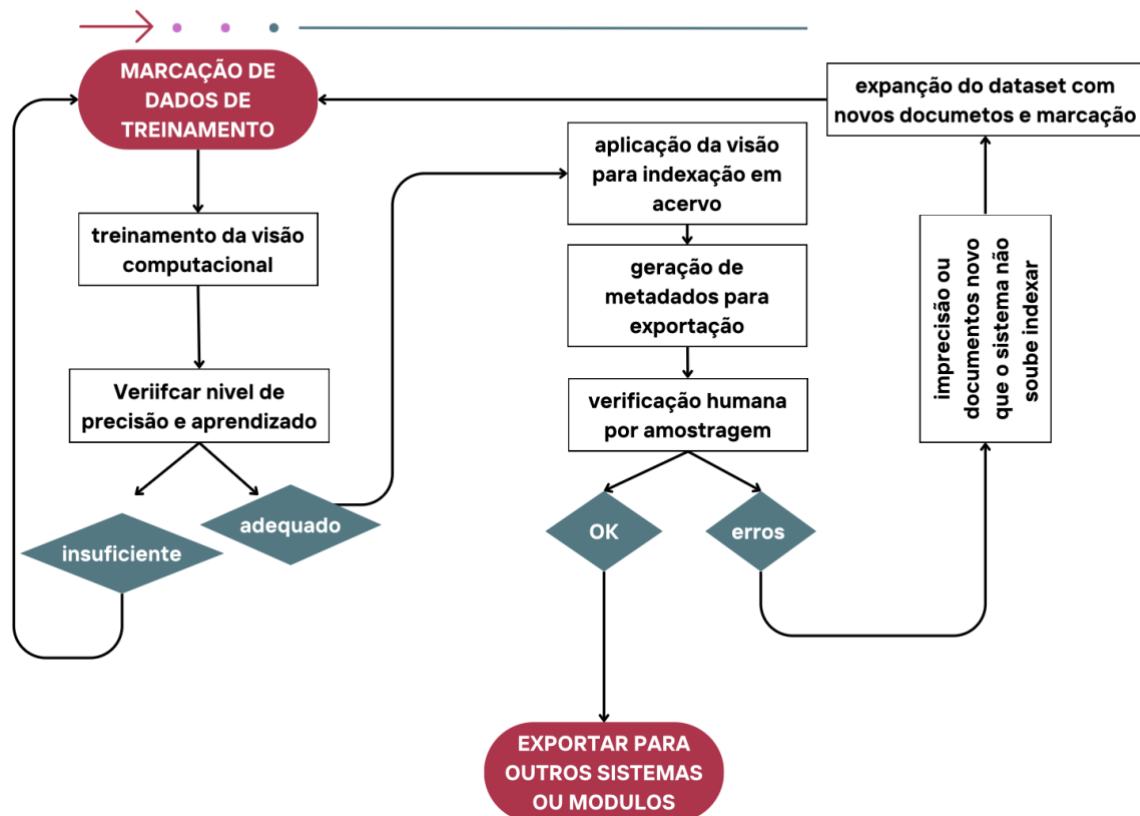 MARCAÇÃO DE
DADOS DE
TREINAMENTO
treinamento da visão
computacional
Veriifcar nivel de
precisão e aprendizado
insuficiente
adequado
aplicação da visão
para indexação em
acervo
geração de
metadados para
exportação
verificação humana
por amostragem
OK
erros
imprecisão ou
documentos novo
que o sistema não
soube indexar
expanção do dataset com
novos documetos e marcação
EXPORTAR PARA
OUTROS SISTEMAS
OU MODULOS